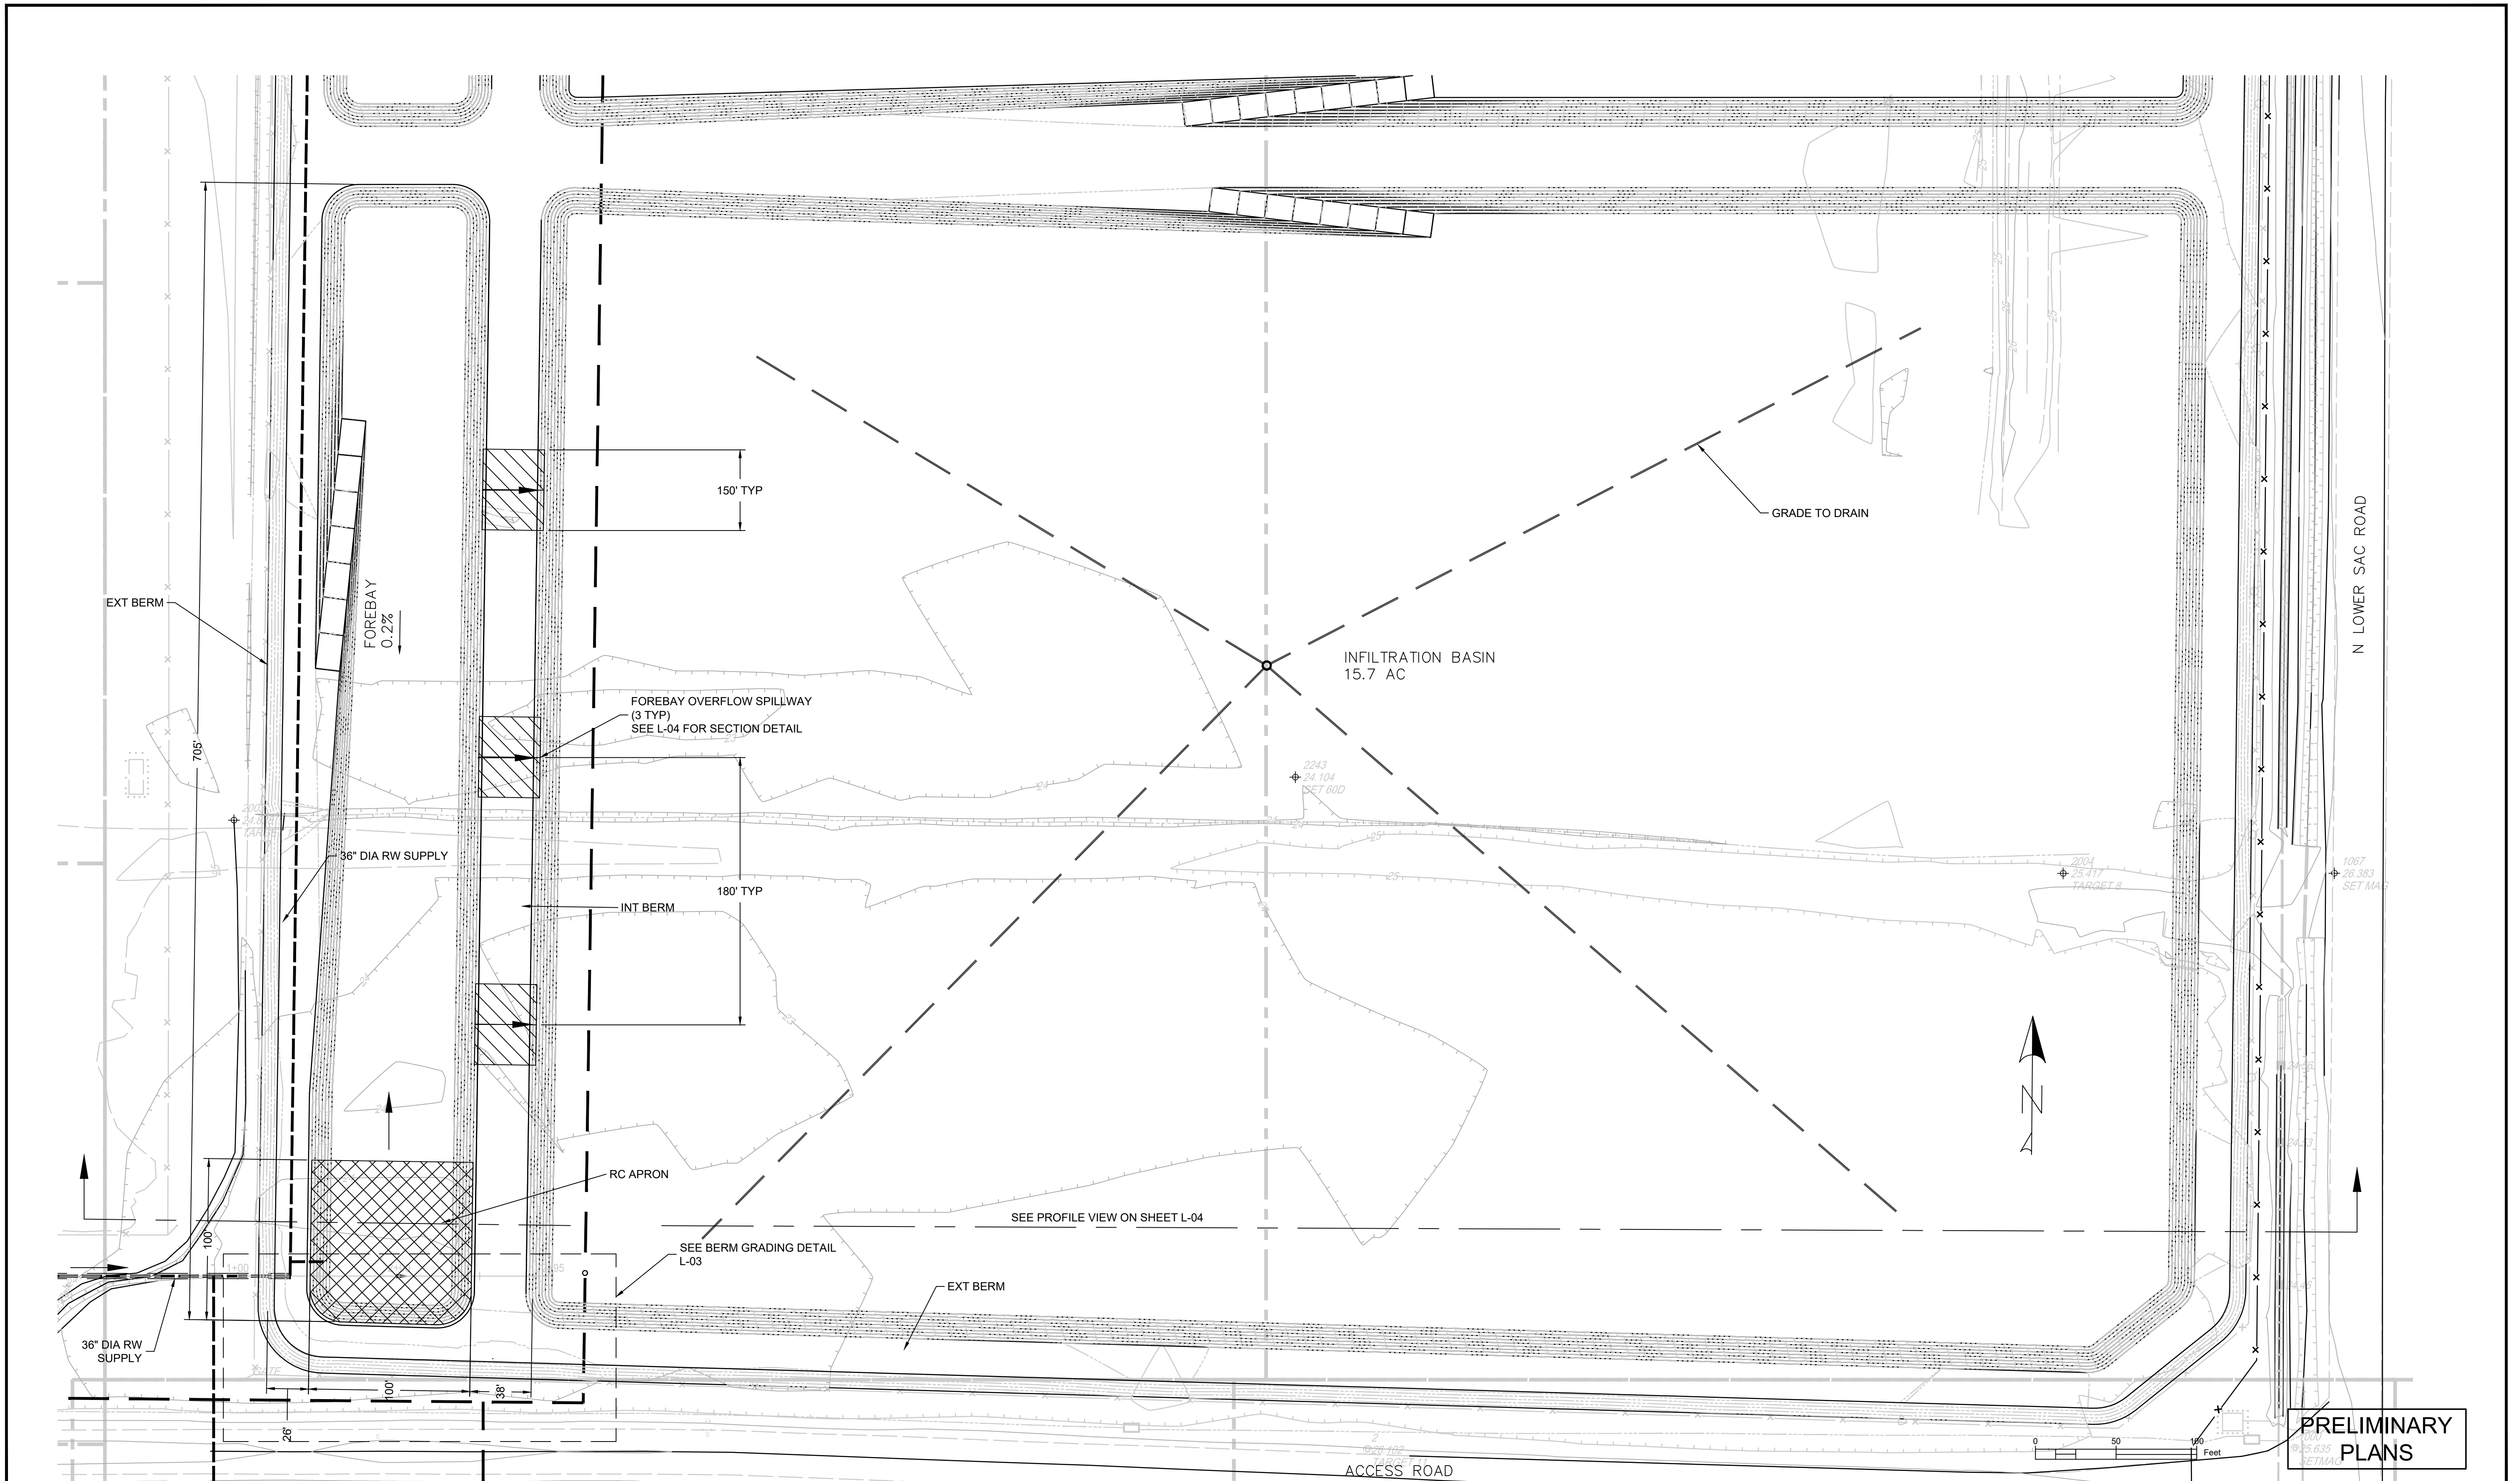 150' TYP
GRADE TO DRAIN
N LOWER SAC ROAD
EXT BERM
FOREBAY
0.2%
INFILTRATION BASIN
15.7 AC
FOREBAY OVERFLOW SPILLWAY
(3 TYP)
SEE L-04 FOR SECTION DETAIL
705'
2243
24.104
SET 60D
36" DIA RW SUPPLY
2004
25.417
TARGET 8
1067
26.383
SET MAG
180' TYP
INT BERM
RC APRON
SEE PROFILE VIEW ON SHEET L-04
100'
SEE BERM GRADING DETAIL
L-03
1+00
EXT BERM
36" DIA RW
SUPPLY
100'
38'
26'
N
0 50 100
Feet
PRELIMINARY
PLANS
ACCESS ROAD